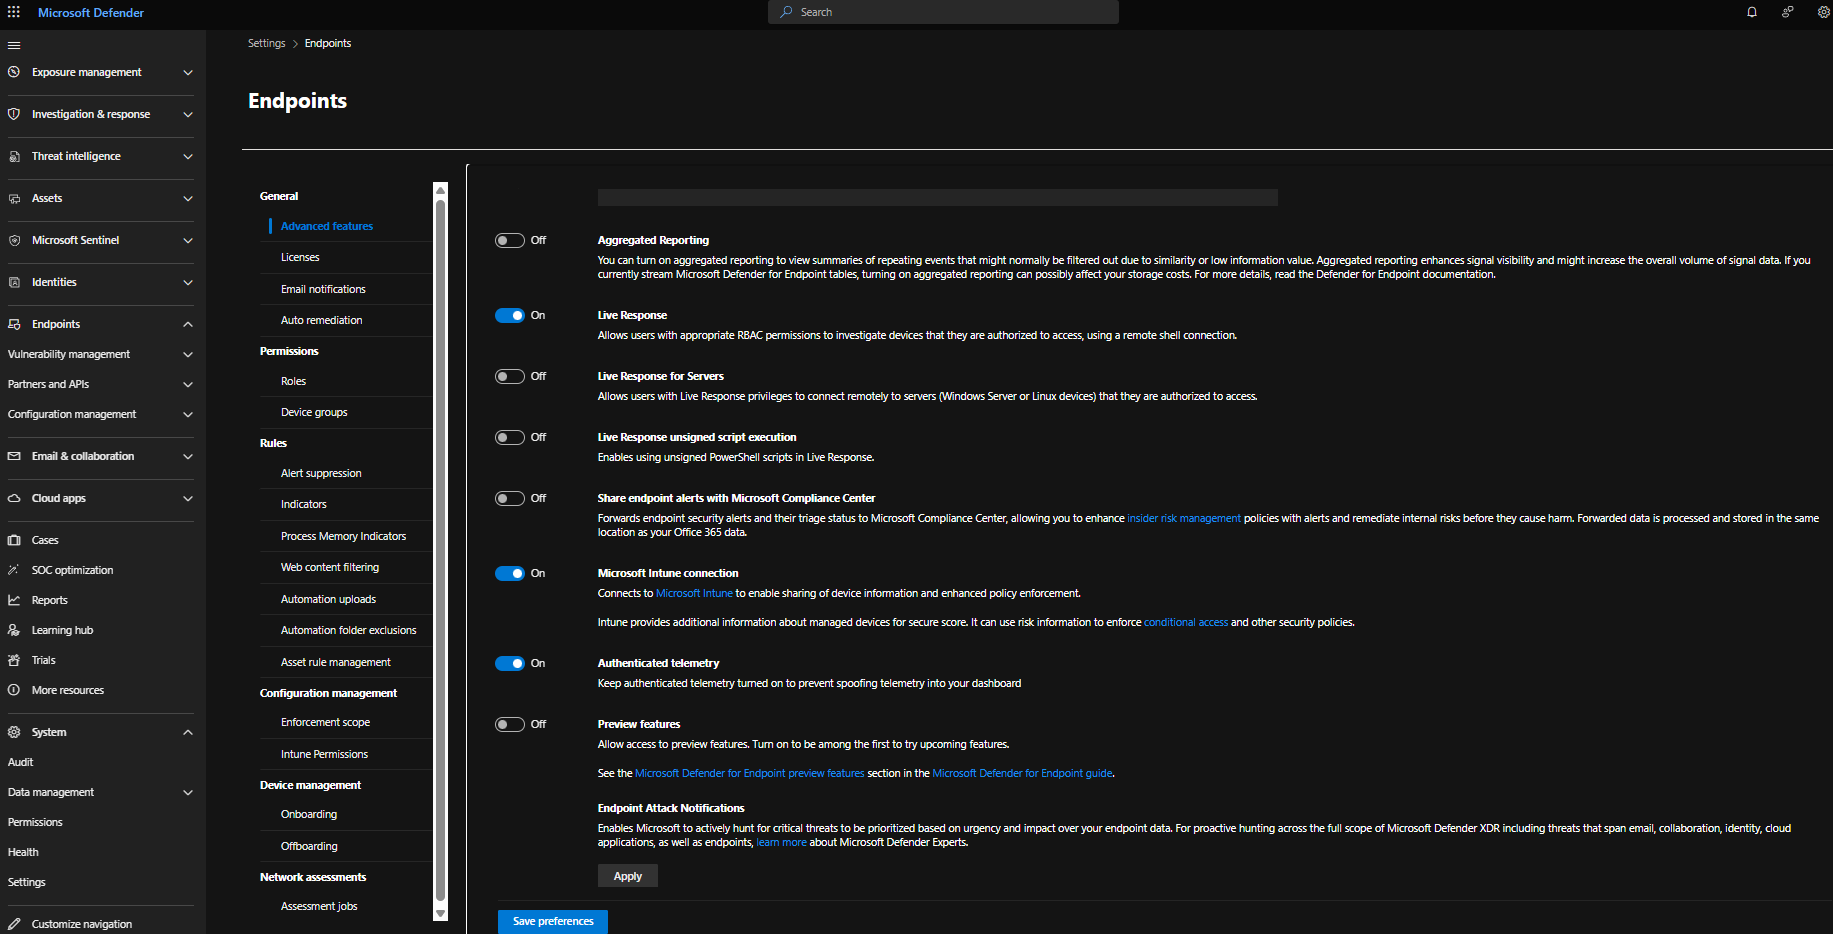 Microsoft Defender
Search
Exposure management
Investigation & response
Threat intelligence
Assets
Microsoft Sentinel
Identities
Endpoints
Vulnerability management
Partners and APIs
Configuration management
Email & collaboration
Cloud apps
Cases
SOC optimization
Reports
Learning hub
Trials
More resources
System
Audit
Data management
Permissions
Health
Settings
Customize navigation
Settings > Endpoints
Endpoints
General
Advanced features
Licenses
Email notifications
Auto remediation
Permissions
Roles
Device groups
Rules
Alert suppression
Indicators
Process Memory Indicators
Web content filtering
Automation uploads
Automation folder exclusions
Asset rule management
Configuration management
Enforcement scope
Intune Permissions
Device management
Onboarding
Offboarding
Network assessments
Assessment jobs
Off Aggregated Reporting
You can turn on aggregated reporting to view summaries of repeating events that might normally be filtered out due to similarity or low information value. Aggregated reporting enhances signal visibility and might increase the overall volume of signal data. If you
currently stream Microsoft Defender for Endpoint tables, turning on aggregated reporting can possibly affect your storage costs. For more details, read the Defender for Endpoint documentation.
On Live Response
Allows users with appropriate RBAC permissions to investigate devices that they are authorized to access, using a remote shell connection.
Off Live Response for Servers
Allows users with Live Response privileges to connect remotely to servers (Windows Server or Linux devices) that they are authorized to access.
Off Live Response unsigned script execution
Enables using unsigned PowerShell scripts in Live Response.
Off Share endpoint alerts with Microsoft Compliance Center
Forwards endpoint security alerts and their triage status to Microsoft Compliance Center, allowing you to enhance insider risk management policies with alerts and remediate internal risks before they cause harm. Forwarded data is processed and stored in the same
location as your Office 365 data.
On Microsoft Intune connection
Connects to Microsoft Intune to enable sharing of device information and enhanced policy enforcement.
Intune provides additional information about managed devices for secure score. It can use risk information to enforce conditional access and other security policies.
On Authenticated telemetry
Keep authenticated telemetry turned on to prevent spoofing telemetry into your dashboard
Off Preview features
Allow access to preview features. Turn on to be among the first to try upcoming features.
See the Microsoft Defender for Endpoint preview features section in the Microsoft Defender for Endpoint guide.
Endpoint Attack Notifications
Enables Microsoft to actively hunt for critical threats to be prioritized based on urgency and impact over your endpoint data. For proactive hunting across the full scope of Microsoft Defender XDR including threats that span email, collaboration, identity, cloud
applications, as well as endpoints, learn more about Microsoft Defender Experts.
Apply
Save preferences